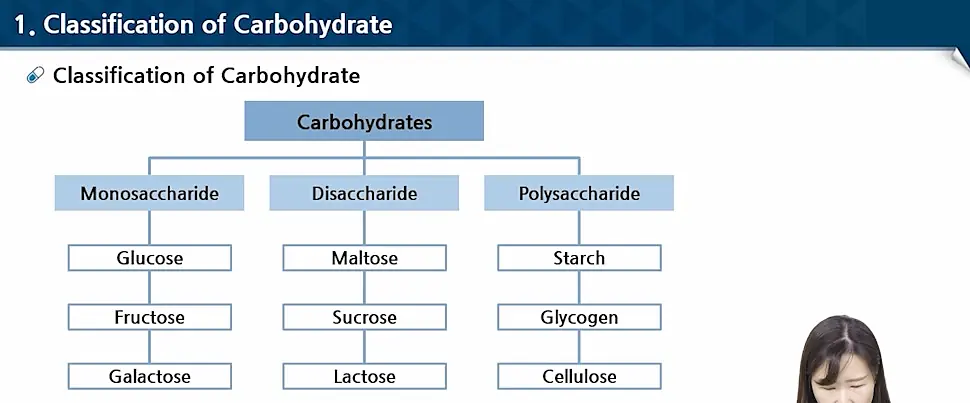 1. Classification of Carbohydrate
Classification of Carbohydrate
Carbohydrates
Monosaccharide
Disaccharide
Polysaccharide
Glucose
Maltose
Starch
Fructose
Sucrose
Glycogen
Galactose
Lactose
Cellulose